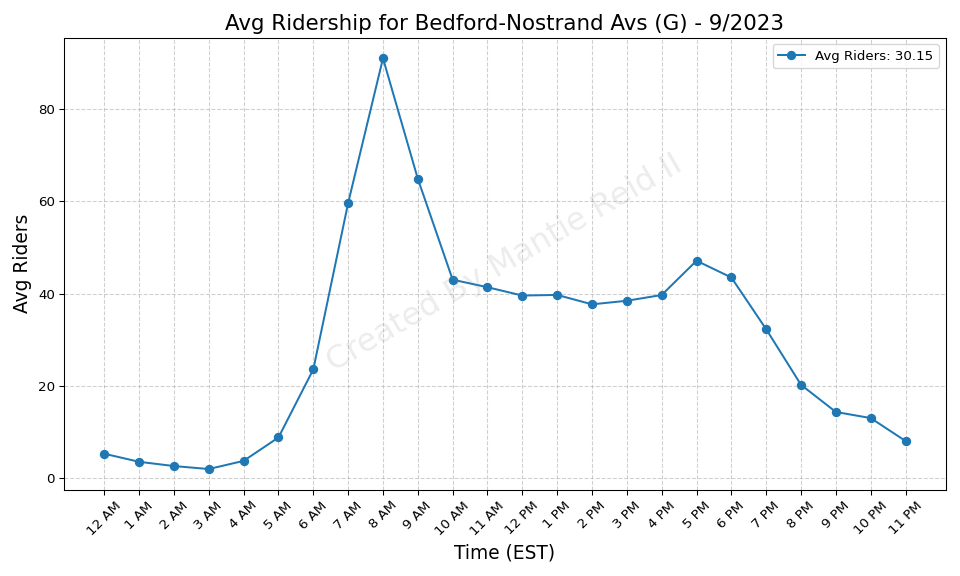 Avg Ridership for Bedford-Nostrand Avs (G) - 9/2023
Avg Riders: 30.15
Avg Riders
80
60
40
20
0
Created By Mantle Reid II
12 AM
1 AM
2 AM
3 AM
4 AM
5 AM
6 AM
7 AM
8 AM
9 AM
10 AM
11 AM
12 PM
1 PM
2 PM
3 PM
4 PM
5 PM
6 PM
7 PM
8 PM
9 PM
10 PM
11 PM
Time (EST)